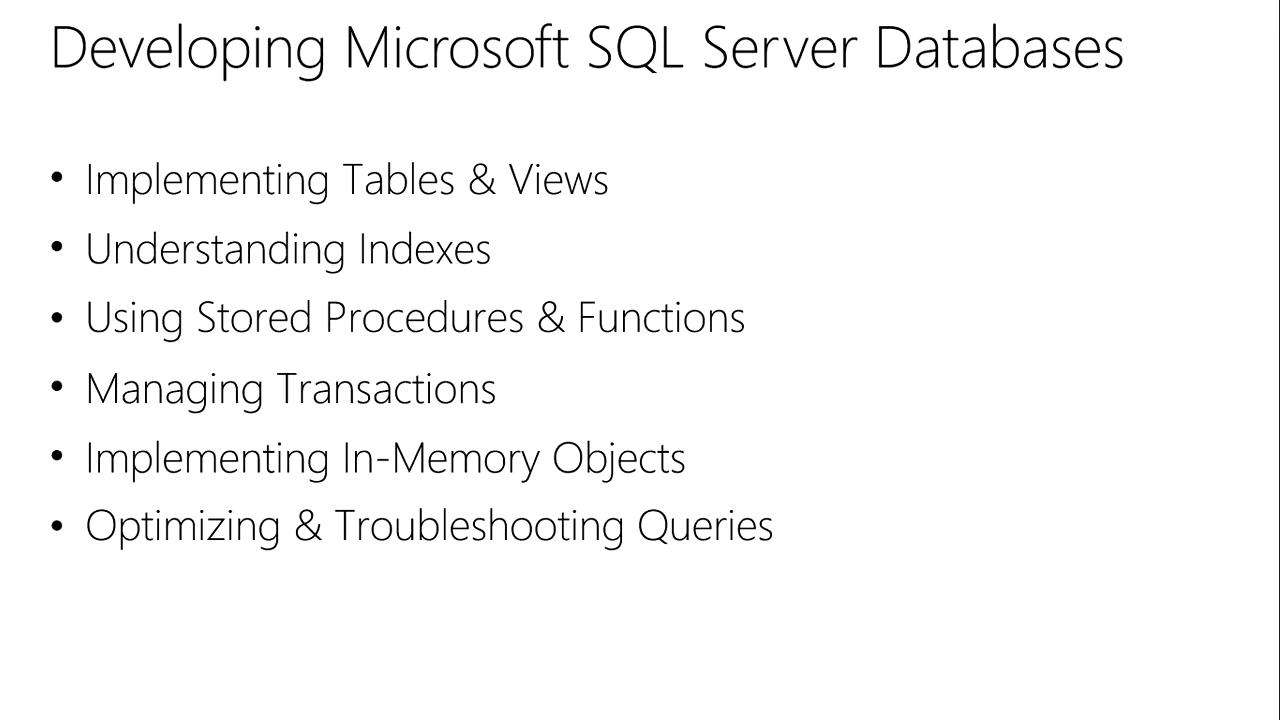 Developing Microsoft SQL Server Databases
• Implementing Tables & Views
• Understanding Indexes
• Using Stored Procedures & Functions
• Managing Transactions
• Implementing In-Memory Objects
• Optimizing & Troubleshooting Queries